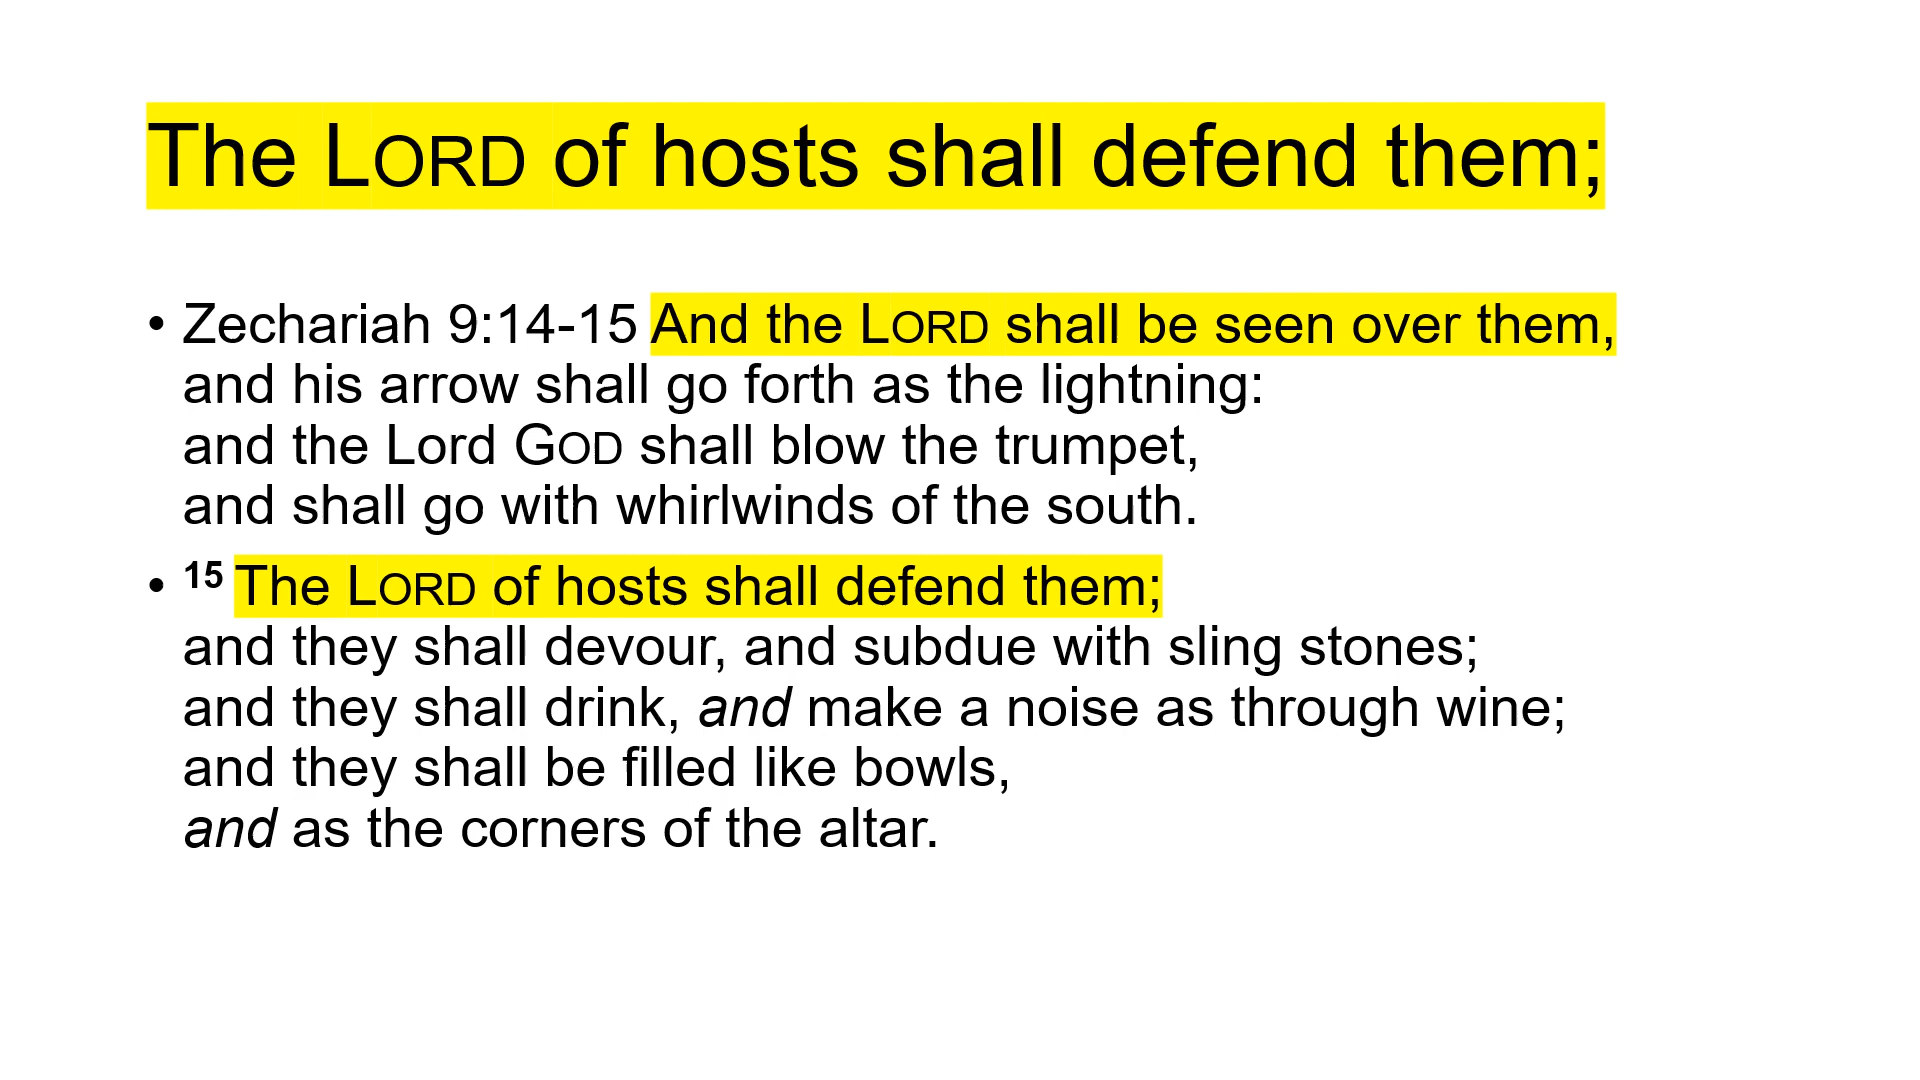 The LORD of hosts shall defend them;
• Zechariah 9:14-15 And the LORD shall be seen over them,
and his arrow shall go forth as the lightning:
and the Lord GOD shall blow the trumpet,
and shall go with whirlwinds of the south.
• 15 The LORD of hosts shall defend them;
and they shall devour, and subdue with sling stones;
and they shall drink, and make a noise as through wine;
and they shall be filled like bowls,
and as the corners of the altar.